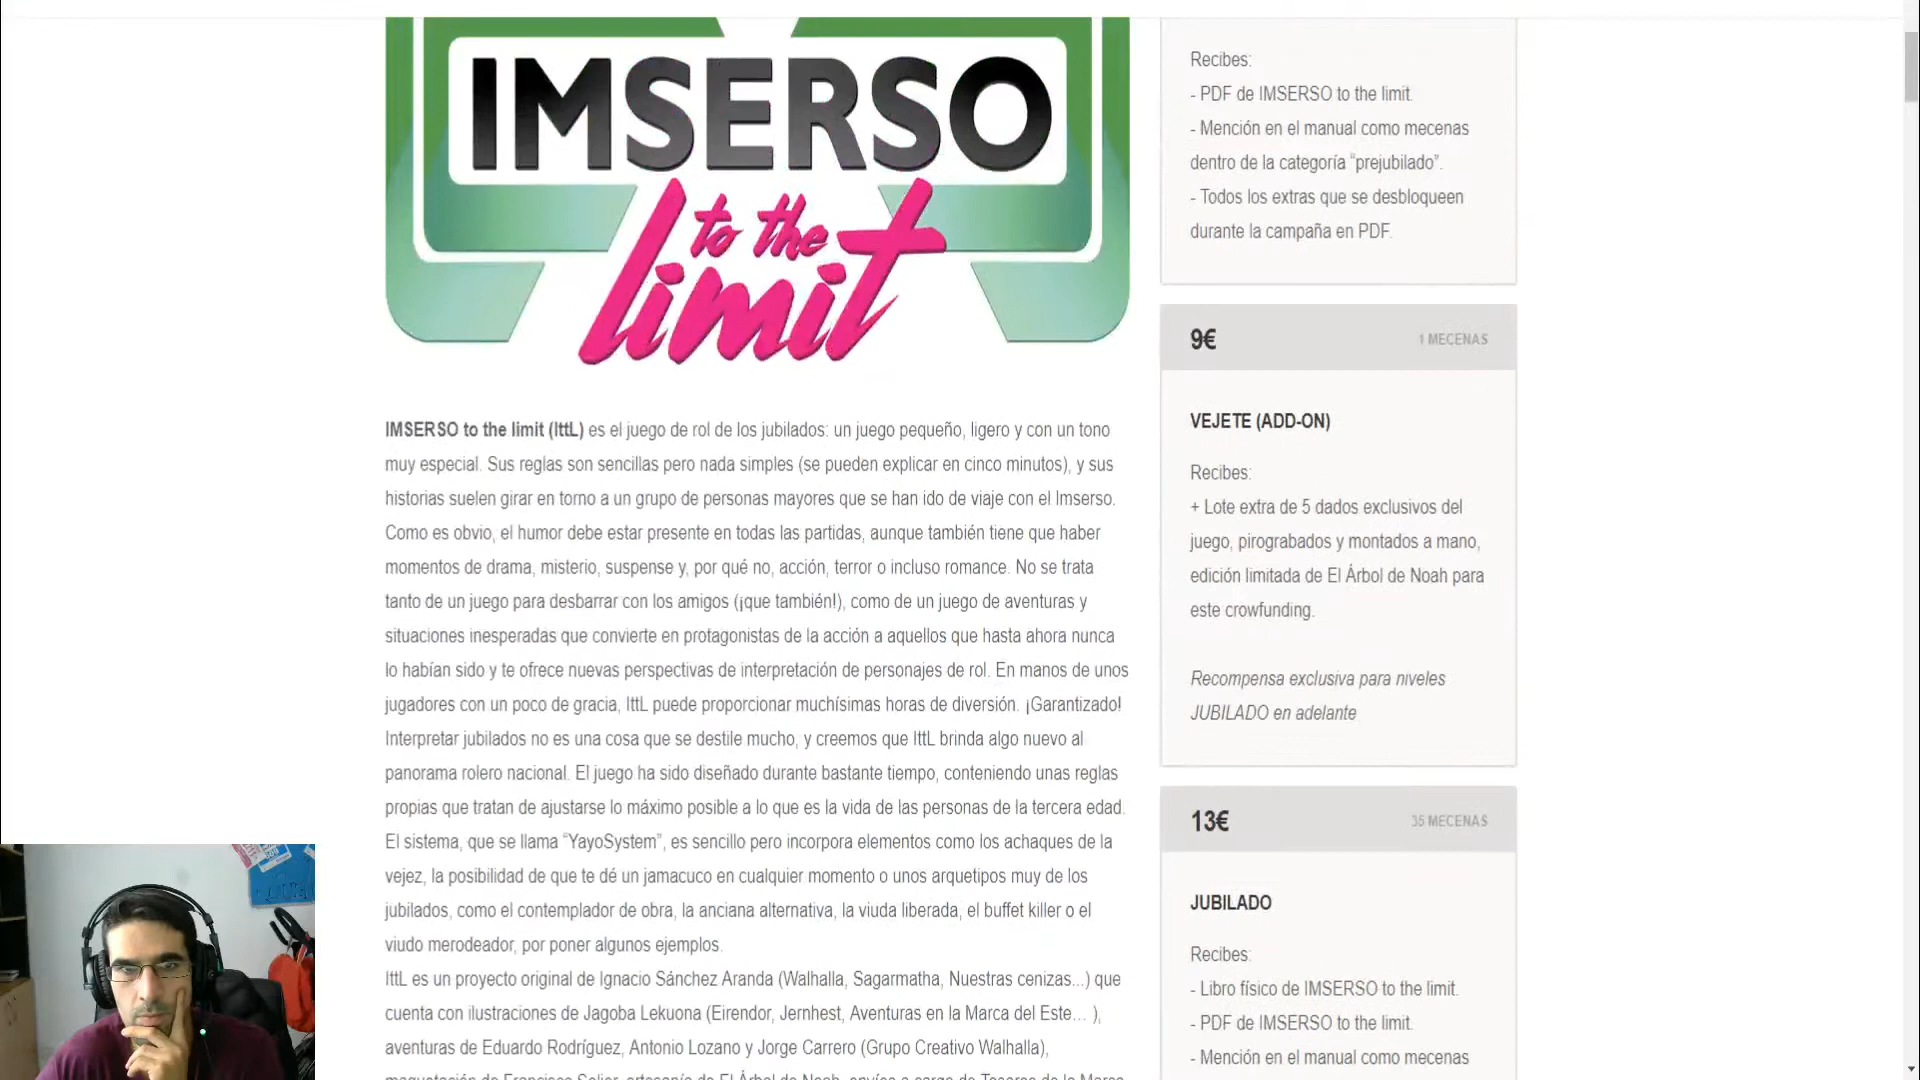 IMSERSO
to the
limit
IMSERSO to the limit (IttL) es el juego de rol de los jubilados: un juego pequeño, ligero y con un tono
muy especial. Sus reglas son sencillas pero nada simples (se pueden explicar en cinco minutos), y sus
historias suelen girar en torno a un grupo de personas mayores que se han ido de viaje con el Imserso.
Como es obvio, el humor debe estar presente en todas las partidas, aunque también tiene que haber
momentos de drama, misterio, suspense y, por qué no, acción, terror o incluso romance. No se trata
tanto de un juego para desbarrar con los amigos (¡que también!), como de un juego de aventuras y
situaciones inesperadas que convierte en protagonistas de la acción a aquellos que hasta ahora nunca
lo habían sido y te ofrece nuevas perspectivas de interpretación de personajes de rol. En manos de unos
jugadores con un poco de gracia, IttL puede proporcionar muchísimas horas de diversión. ¡Garantizado!
Interpretar jubilados no es una cosa que se destile mucho, y creemos que IttL brinda algo nuevo al
panorama rolero nacional. El juego ha sido diseñado durante bastante tiempo, conteniendo unas reglas
propias que tratan de ajustarse lo máximo posible a lo que es la vida de las personas de la tercera edad.
El sistema, que se llama “YayoSystem”, es sencillo pero incorpora elementos como los achaques de la
vejez, la posibilidad de que te dé un jamacuco en cualquier momento o unos arquetipos muy de los
jubilados, como el contemplador de obra, la anciana alternativa, la viuda liberada, el buffet killer o el
viudo merodeador, por poner algunos ejemplos.
IttL es un proyecto original de Ignacio Sánchez Aranda (Walhalla, Sagarmatha, Nuestras cenizas...) que
cuenta con ilustraciones de Jagoba Lekuona (Eirendor, Jernhest, Aventuras en la Marca del Este... ),
aventuras de Eduardo Rodríguez, Antonio Lozano y Jorge Carrero (Grupo Creativo Walhalla),
Recibes:
- PDF de IMSERSO to the limit.
- Mención en el manual como mecenas
dentro de la categoría “prejubilado”.
- Todos los extras que se desbloqueen
durante la campaña en PDF.
9€ 1 MECENAS
VEJETE (ADD-ON)
Recibes:
+ Lote extra de 5 dados exclusivos del
juego, pirograbados y montados a mano,
edición limitada de El Árbol de Noah para
este crowfunding.
Recompensa exclusiva para niveles
JUBILADO en adelante
13€ 35 MECENAS
JUBILADO
Recibes:
- Libro físico de IMSERSO to the limit.
- PDF de IMSERSO to the limit.
- Mención en el manual como mecenas